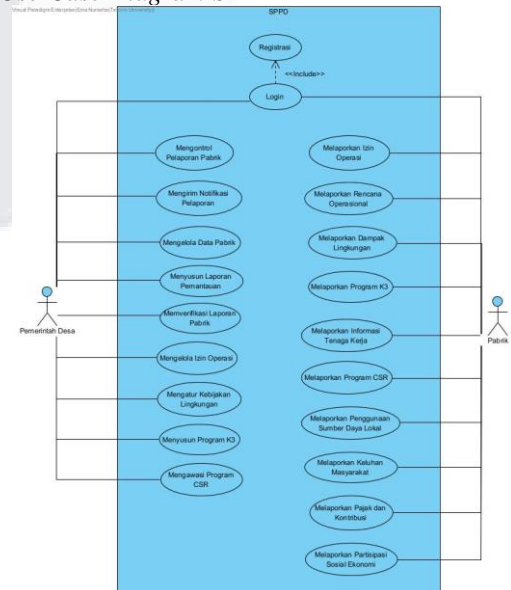 SPPD
Registrasi
<<Include>>
Login
Mengontrol
Pelaporan Pabrik
Mengirim Notifikasi
Pelaporan
Mengelola Data Pabrik
Menyusun Laporan
Pemantauan
Memverifikasi Laporan
Pabrik
Mengelola Izin Operasi
Mengatur Kebijakan
Lingkungan
Menyusun Program K3
Mengawasi Program
CSR
Pemerintah Desa
Melaporkan Izin
Operasi
Melaporkan Rencana
Operasional
Melaporkan Dampak
Lingkungan
Melaporkan Program K3
Melaporkan Informasi
Tenaga Kerja
Melaporkan Program CSR
Melaporkan Penggunaan
Sumber Daya Lokal
Melaporkan Keluhan
Masyarakat
Melaporkan Pajak dan
Kontribusi
Melaporkan Partisipasi
Sosial Ekonomi
Pabrik